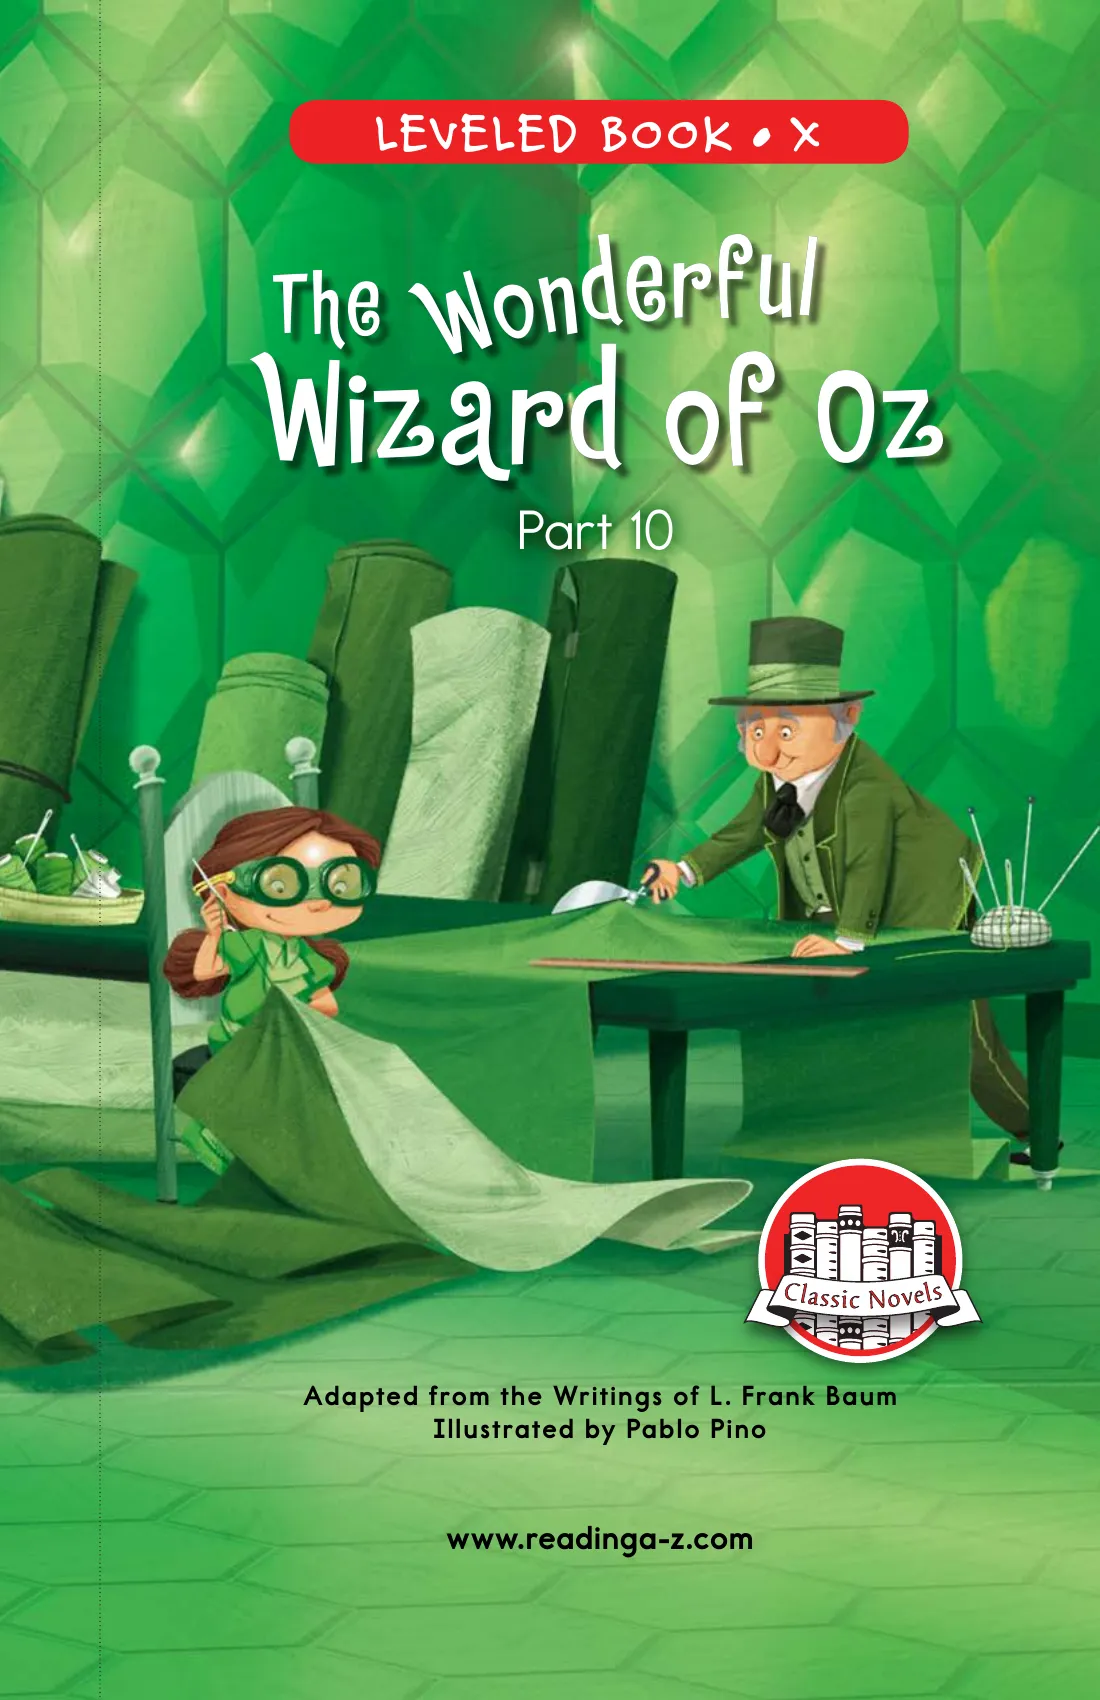 LEVELED BOOK • X
The Wonderful
Wizard of Oz
Part 10
Classic Novels
Adapted from the Writings of L. Frank Baum
Illustrated by Pablo Pino
www.readinga-z.com